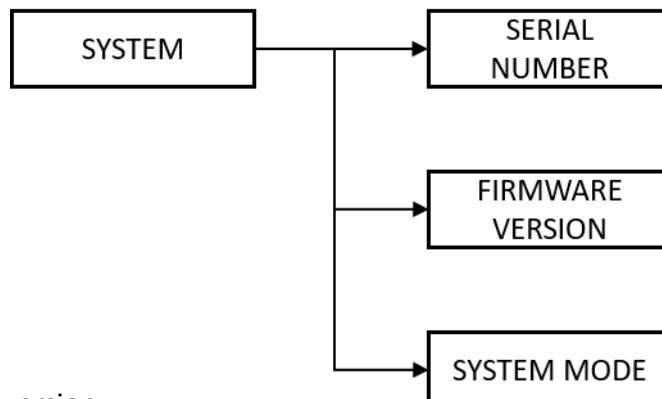 SYSTEM
SERIAL
NUMBER
FIRMWARE
VERSION
SYSTEM MODE